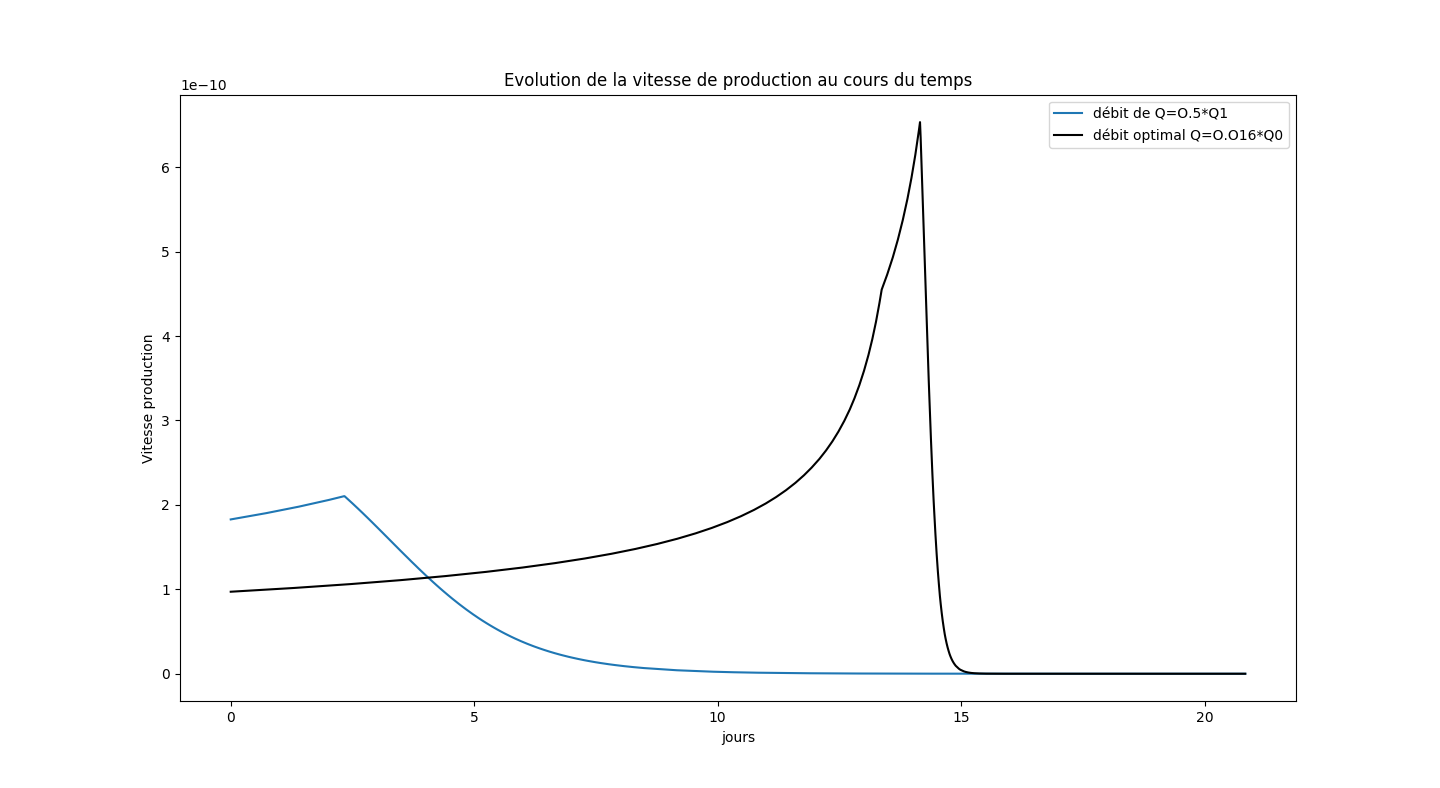 Evolution de la vitesse de production au cours du temps
1e−10
débit de Q=O.5*Q1
débit optimal Q=O.O16*Q0
6
5
4
3
2
1
0
Vitesse production
0 5 10 15 20
jours